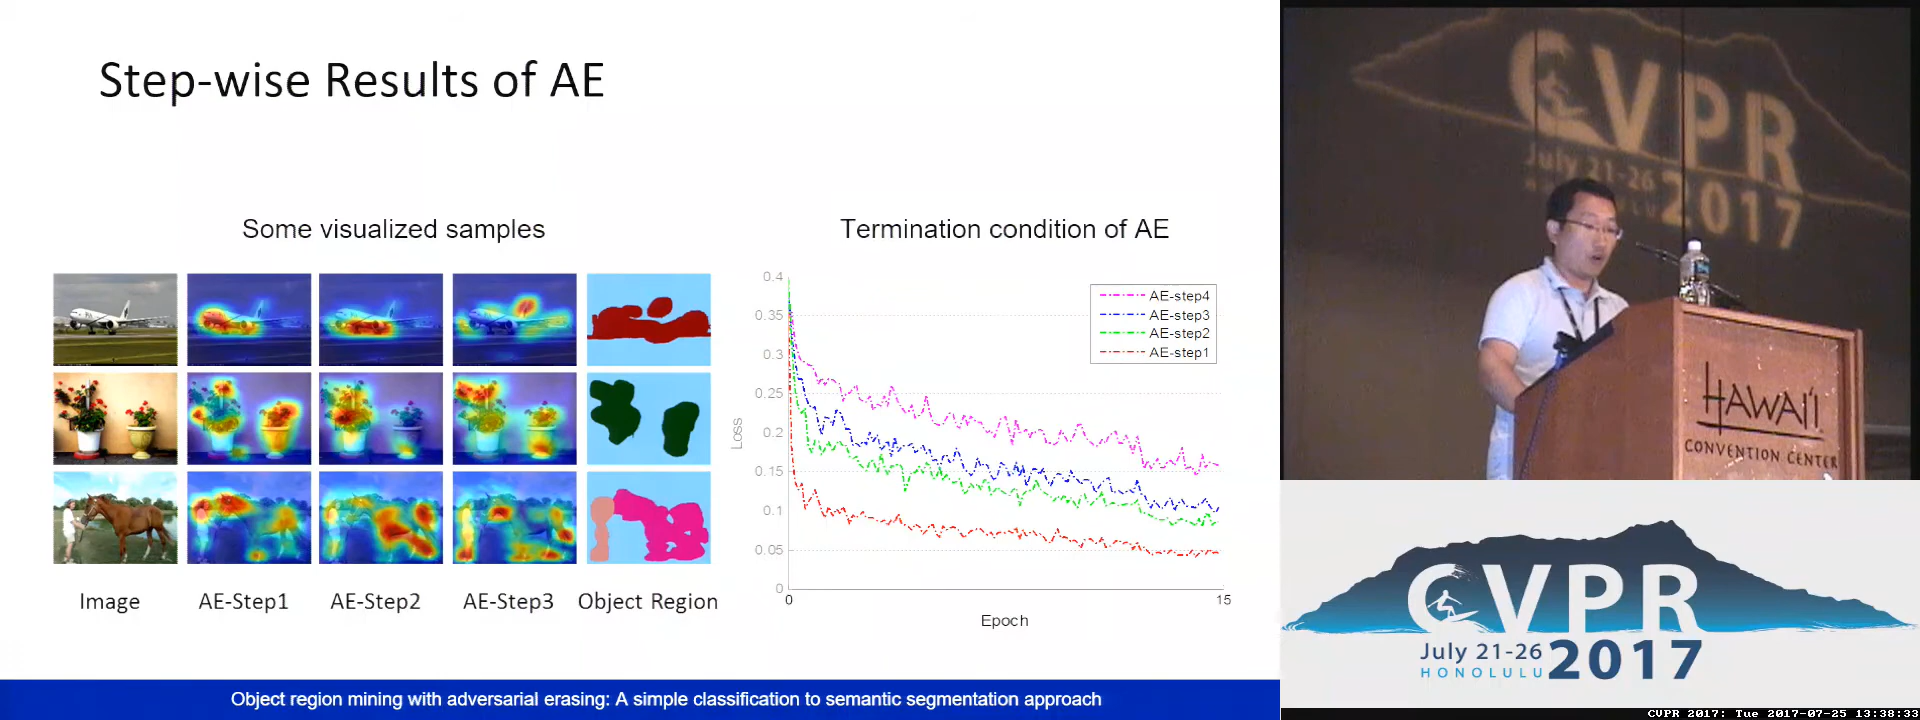 Step-wise Results of AE
Some visualized samples
Image
AE-Step1
AE-Step2
AE-Step3
Object Region
Termination condition of AE
0.4
0.35
0.3
0.25
0.2
0.15
0.1
0.05
0
Loss
AE-step4
AE-step3
AE-step2
AE-step1
0
15
Epoch
Object region mining with adversarial erasing: A simple classification to semantic segmentation approach
CVPR
July 21-26
2017
HAWAI'I
CONVENTION CENTER
CVPR
July 21-26
HONOLULU
2017
CVPR 2017: Tue 2017-07-25 13:38:33